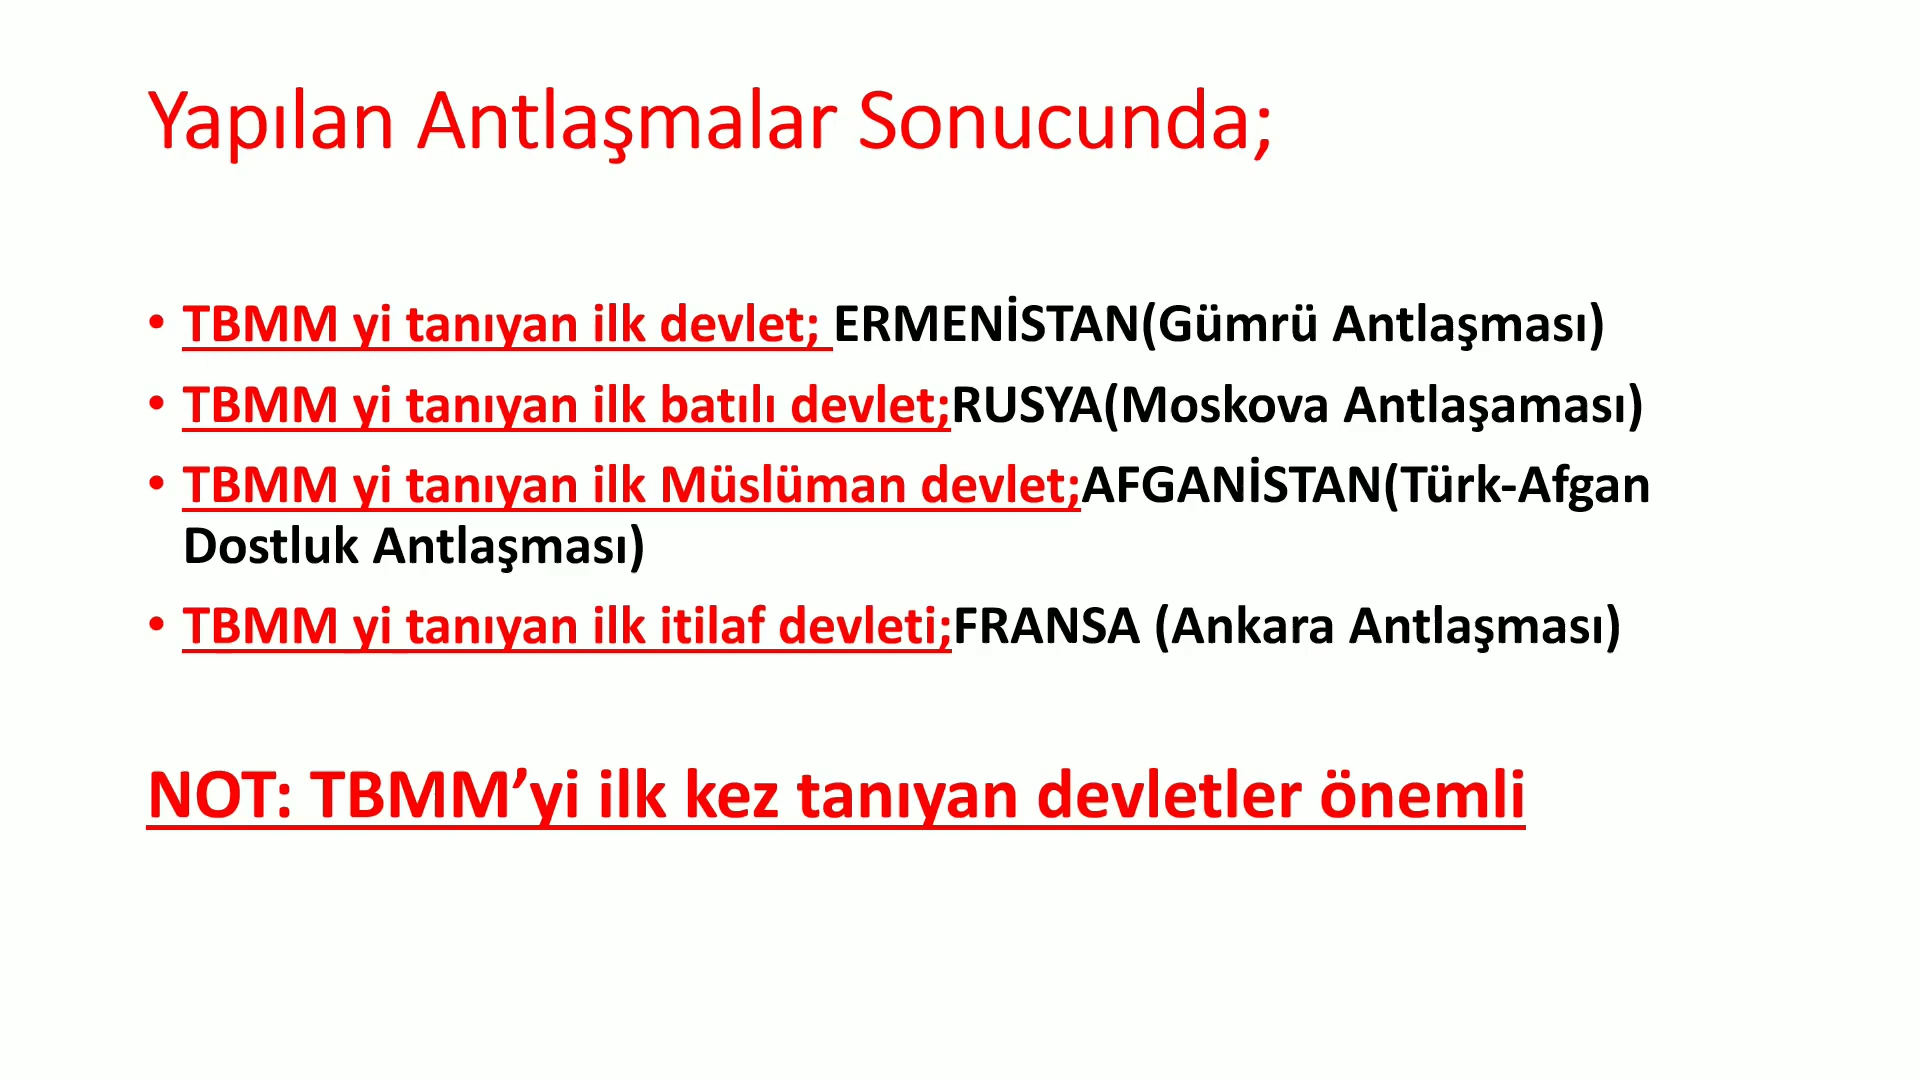 Yapılan Antlaşmalar Sonucunda;
• TBMM yi tanıyan ilk devlet; ERMENİSTAN(Gümrü Antlaşması)
• TBMM yi tanıyan ilk batılı devlet;RUSYA(Moskova Antlaşaması)
• TBMM yi tanıyan ilk Müslüman devlet;AFGANİSTAN(Türk-Afgan
Dostluk Antlaşması)
• TBMM yi tanıyan ilk itilaf devleti;FRANSA (Ankara Antlaşması)
NOT: TBMM’yi ilk kez tanıyan devletler önemli